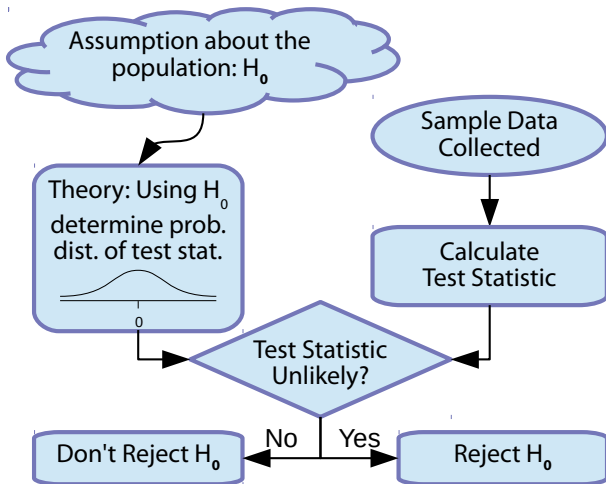 Assumption about the
population: H₀
Sample Data
Collected
Theory: Using H₀
determine prob.
dist. of test stat.
0
Calculate
Test Statistic
Test Statistic
Unlikely?
No
Yes
Don't Reject H₀
Reject H₀